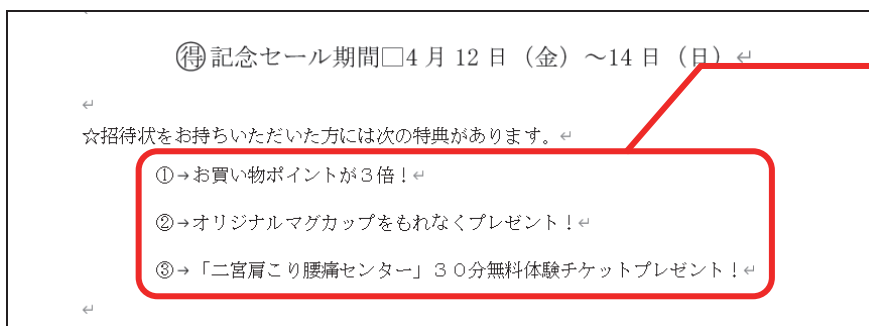 ㊕記念セール期間□4月12日（金）～14日（日）↵
↵
☆招待状をお持ちいただいた方には次の特典があります。↵
①→お買い物ポイントが３倍！↵
②→オリジナルマグカップをもれなくプレゼント！↵
③→「二宮肩こり腰痛センター」３０分無料体験チケットプレゼント！↵
↵